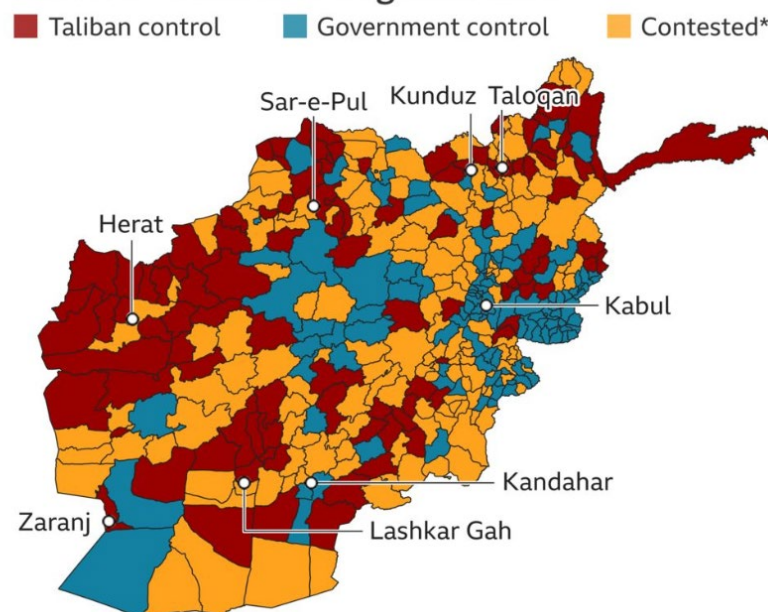 Taliban control
Government control
Contested*
Sar-e-Pul
Kunduz
Taloqan
Herat
Kabul
Kandahar
Zaranj
Lashkar Gah